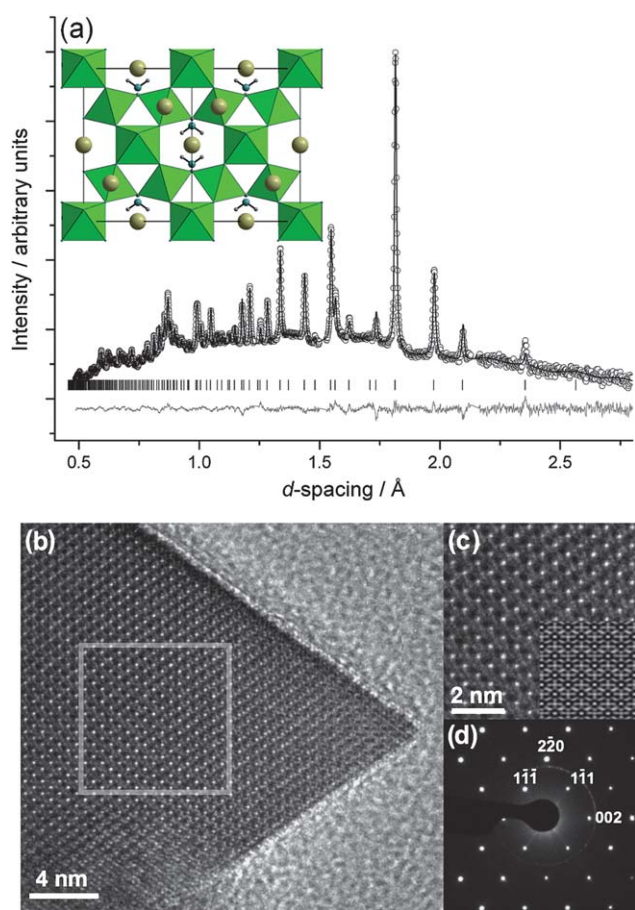 (a)
Intensity / arbitrary units
0.5 1.0 1.5 2.0 2.5
d-spacing / Å
(b)
4 nm
(c)
2 nm
(d)
22̄0
11̄1̄
11̄1
002